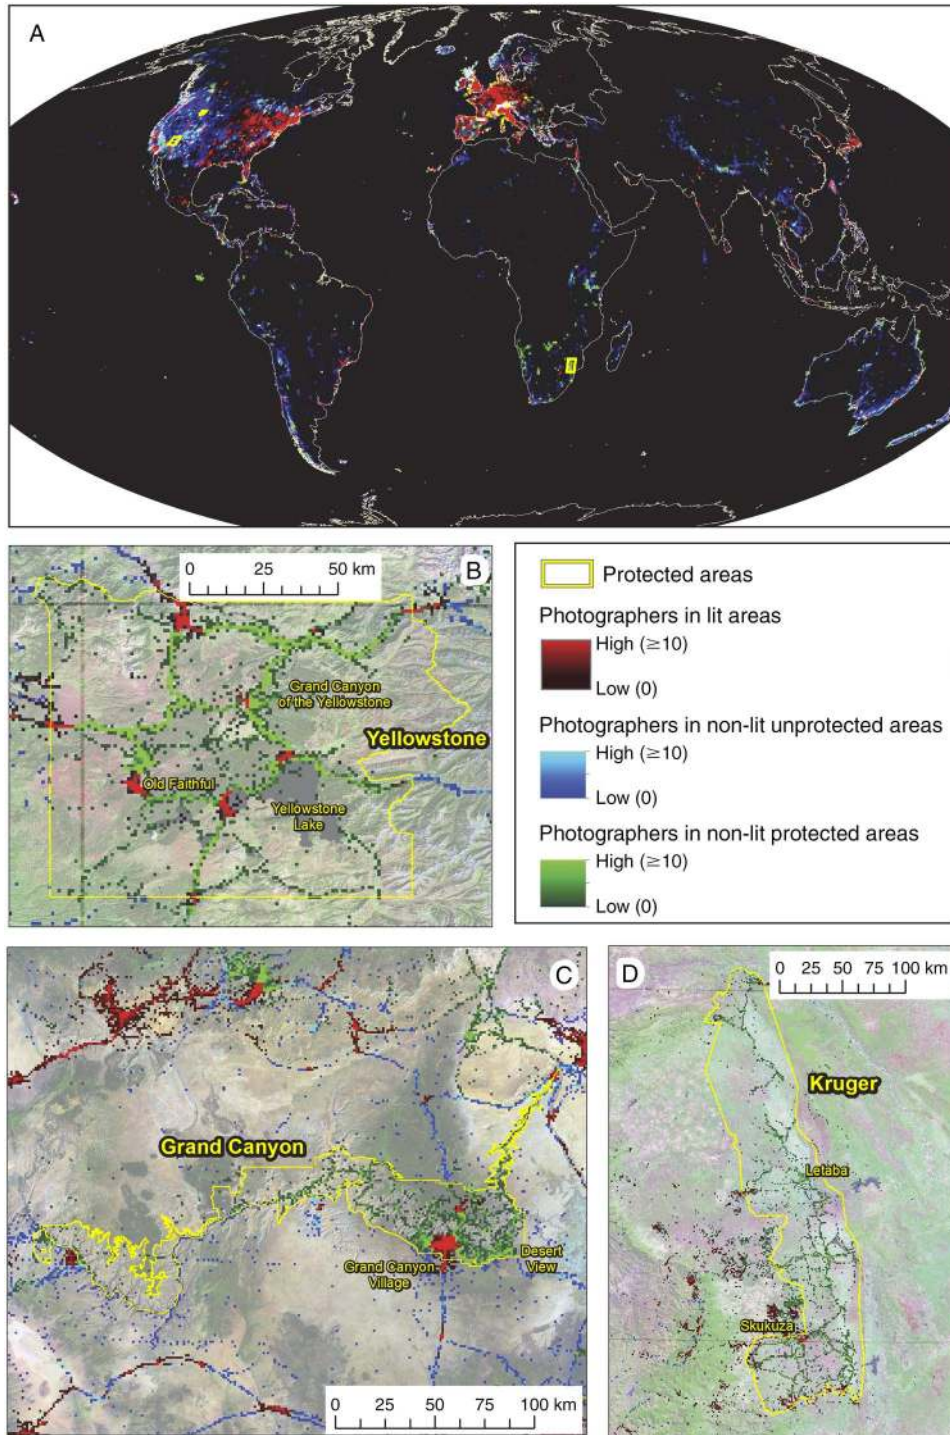 A
0 25 50 km
B
Grand Canyon
of the Yellowstone
Yellowstone
Old Faithful
Yellowstone
Lake
Protected areas
Photographers in lit areas
High (≥10)
Low (0)
Photographers in non-lit unprotected areas
High (≥10)
Low (0)
Photographers in non-lit protected areas
High (≥10)
Low (0)
C
Grand Canyon
Grand Canyon
Village
Desert
View
0 25 50 75 100 km
D
0 25 50 100 km
Kruger
Letaba
Skukuza